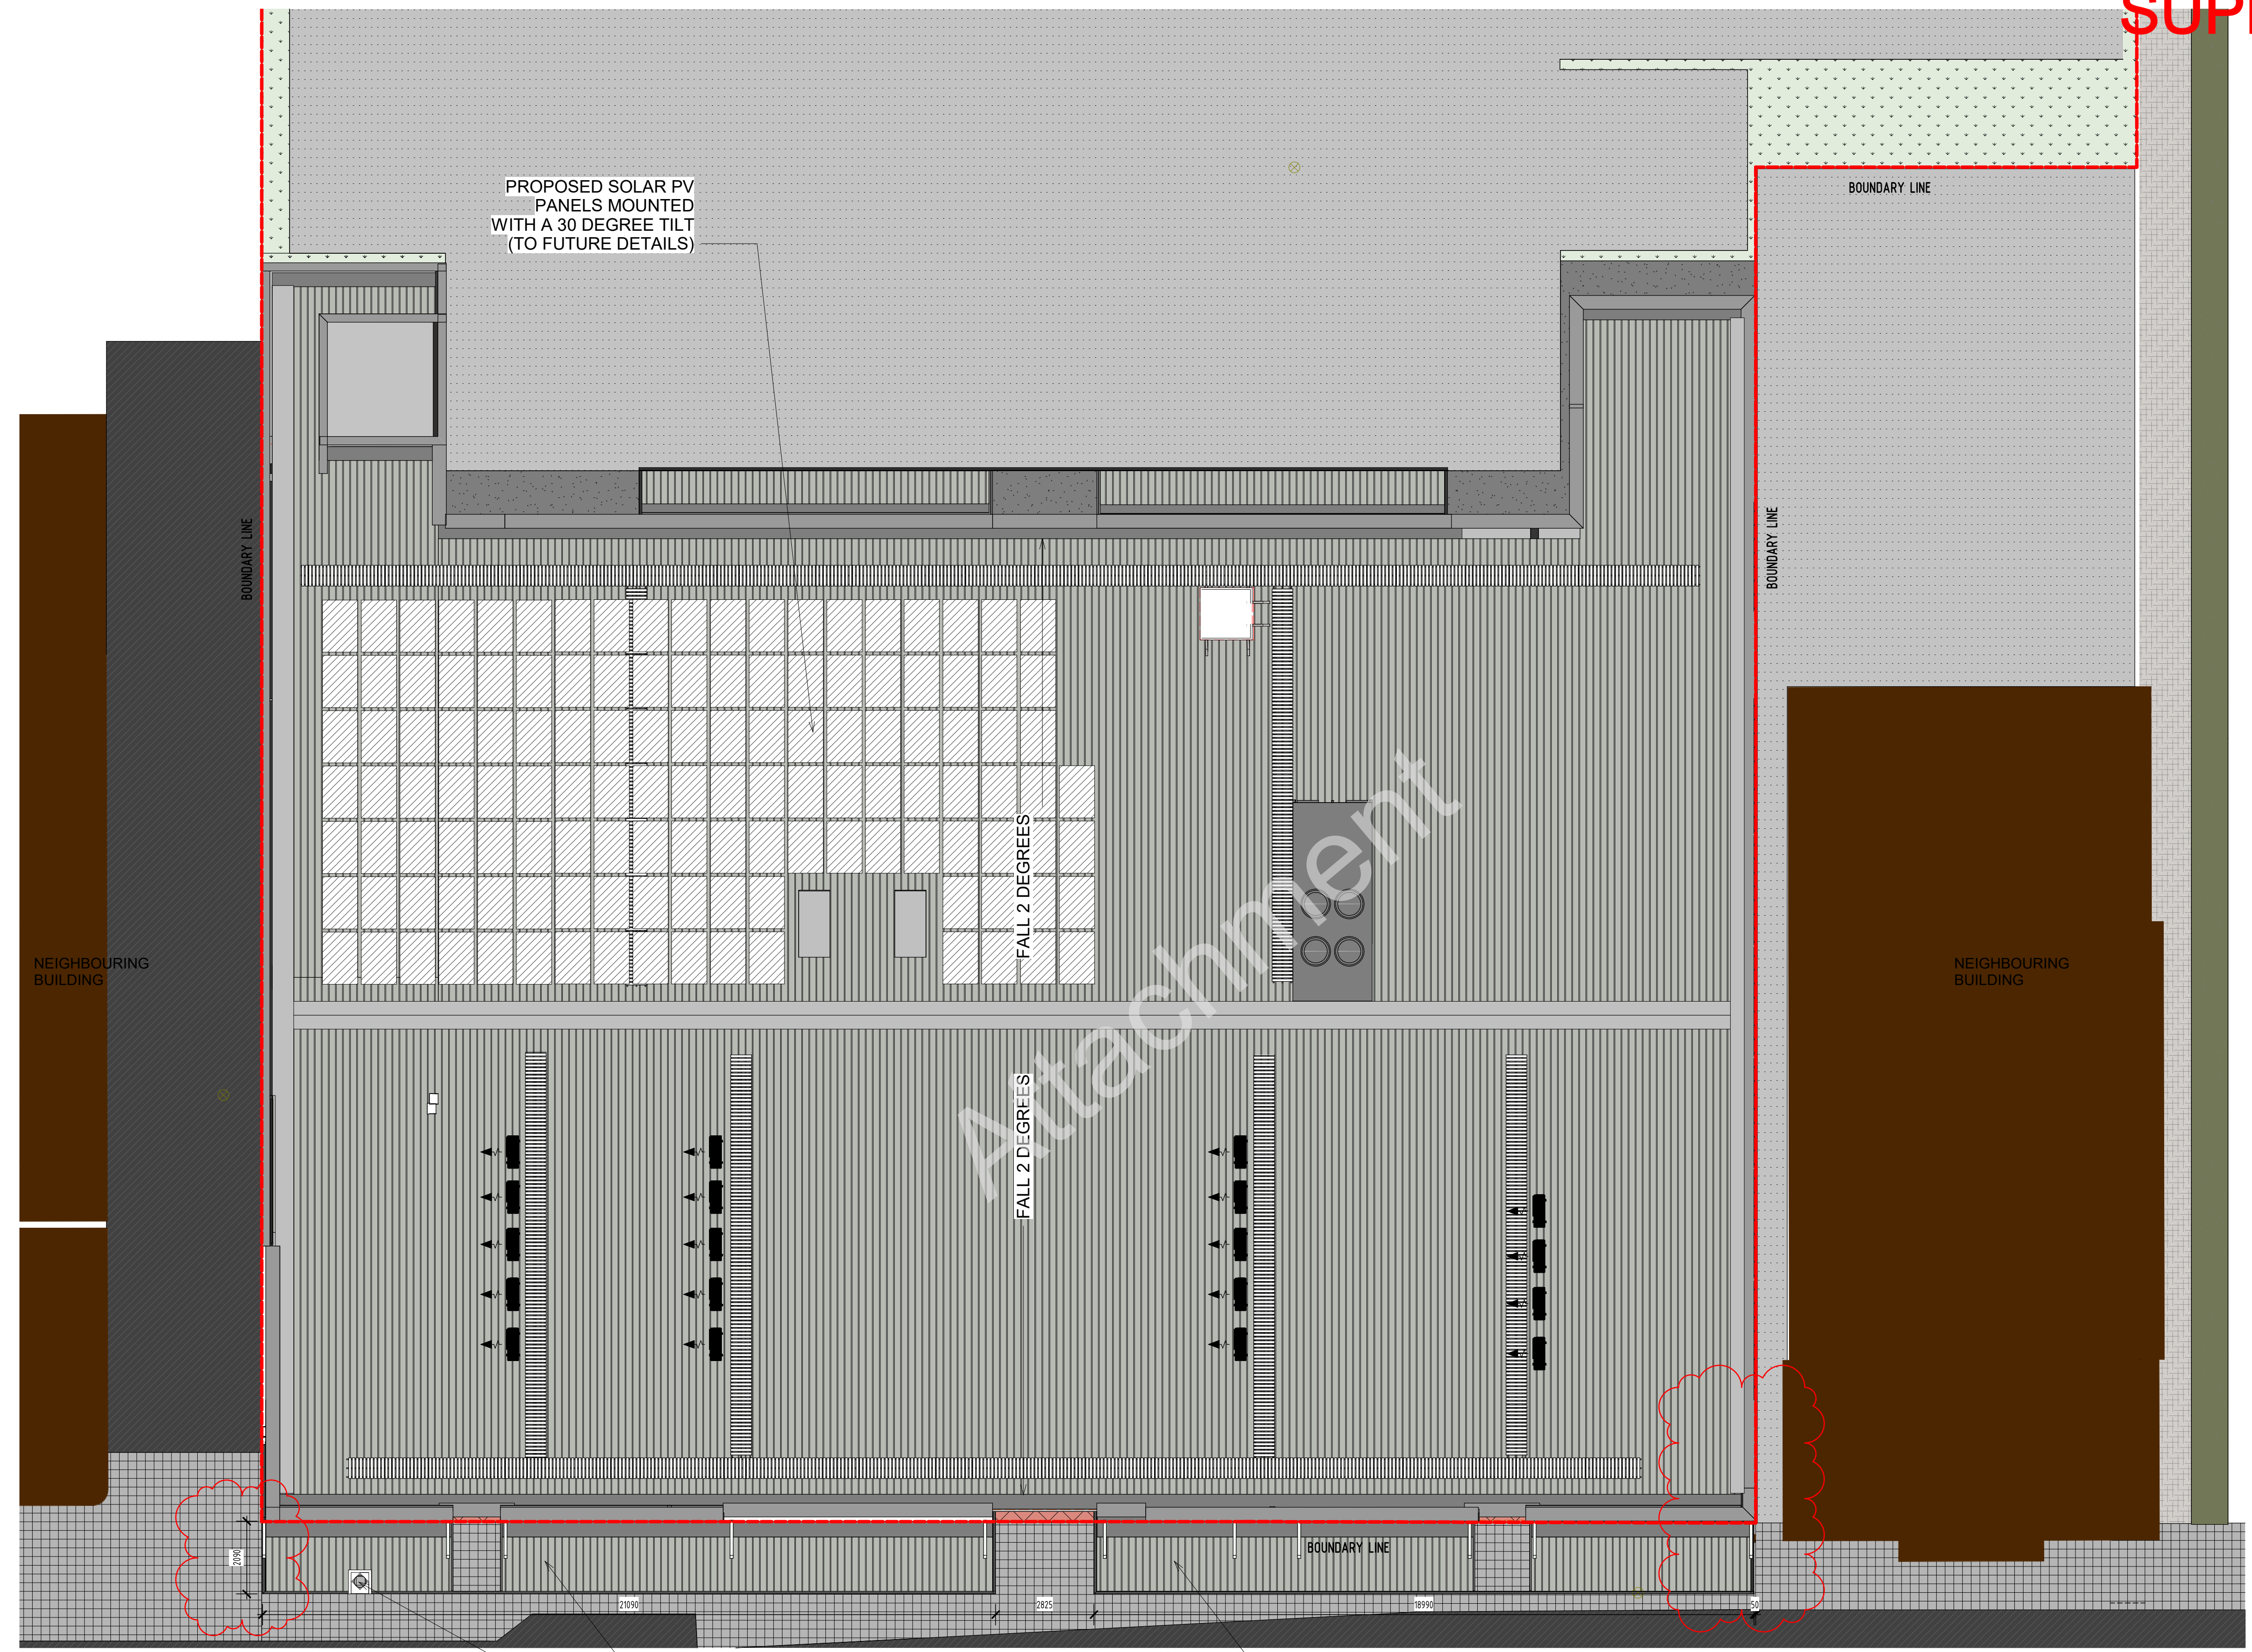 PROPOSED SOLAR PV
PANELS MOUNTED
WITH A 30 DEGREE TILT
(TO FUTURE DETAILS)
BOUNDARY LINE
BOUNDARY LINE
BOUNDARY LINE
FALL 2 DEGREES
Attachment
NEIGHBOURING
BUILDING
NEIGHBOURING
BUILDING
FALL 2 DEGREES
BOUNDARY LINE
2090
21090
2825
18990
50